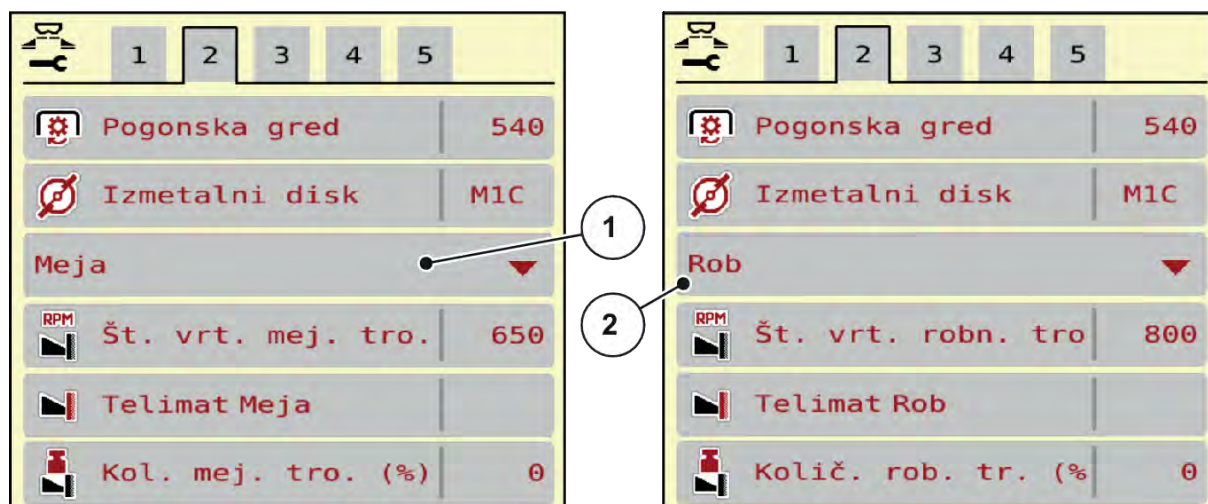 1 2 3 4 5
Pogonska gred 540
Izmetalni disk M1C
Meja
RPM
Št. vrt. mej. tro. 650
Telimat Meja
Kol. mej. tro. (%) 0
1
2
1 2 3 4 5
Pogonska gred 540
Izmetalni disk M1C
Rob
RPM
Št. vrt. robn. tro 800
Telimat Rob
Količ. rob. tr. (% 0